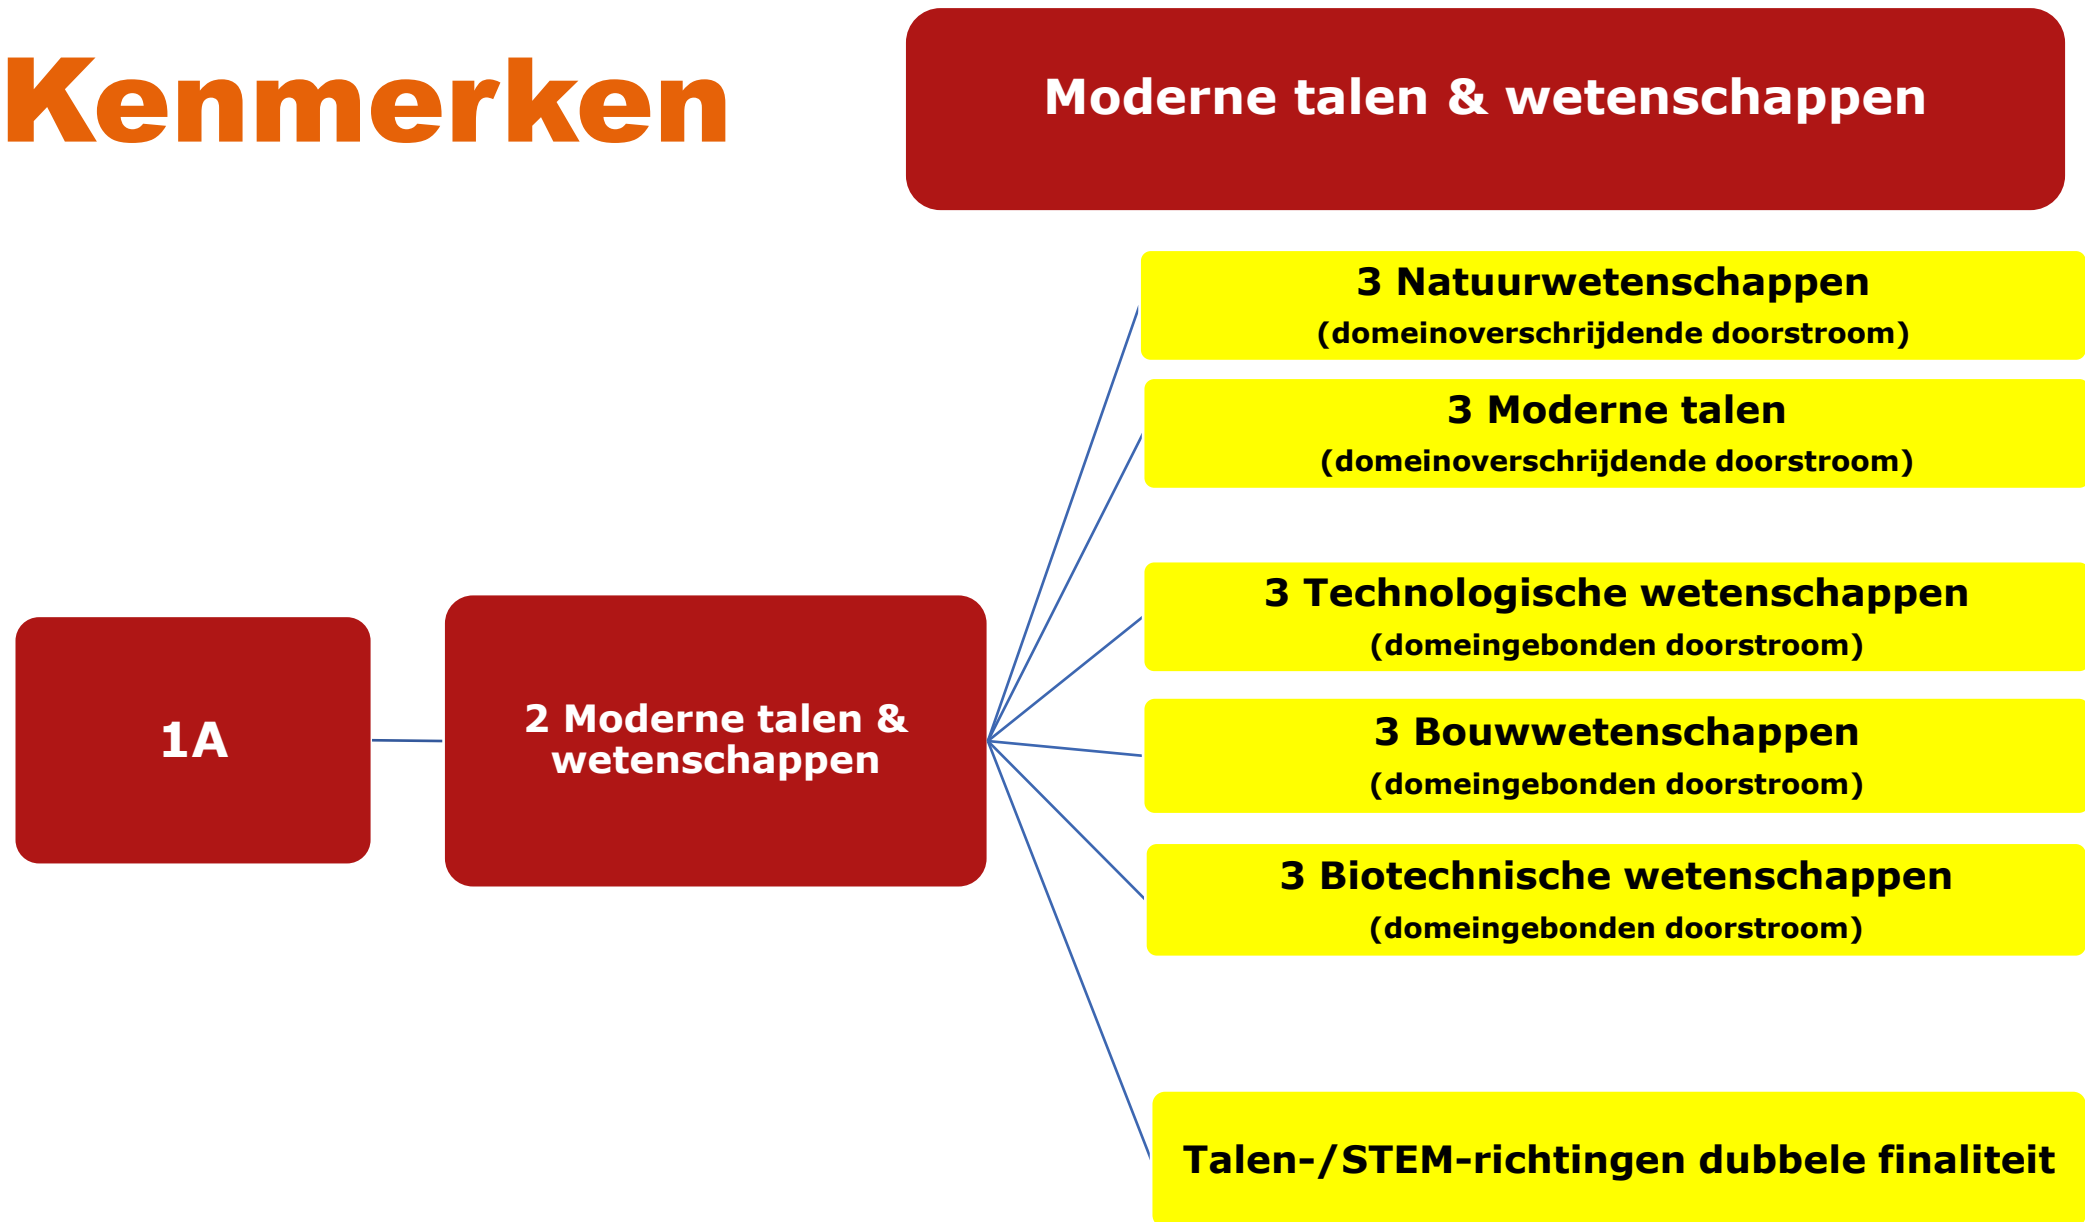 Kenmerken
Moderne talen & wetenschappen
3 Natuurwetenschappen
(domeinoverschrijdende doorstroom)
3 Moderne talen
(domeinoverschrijdende doorstroom)
3 Technologische wetenschappen
(domeingebonden doorstroom)
1A
2 Moderne talen &
wetenschappen
3 Bouwwetenschappen
(domeingebonden doorstroom)
3 Biotechnische wetenschappen
(domeingebonden doorstroom)
Talen-/STEM-richtingen dubbele finaliteit